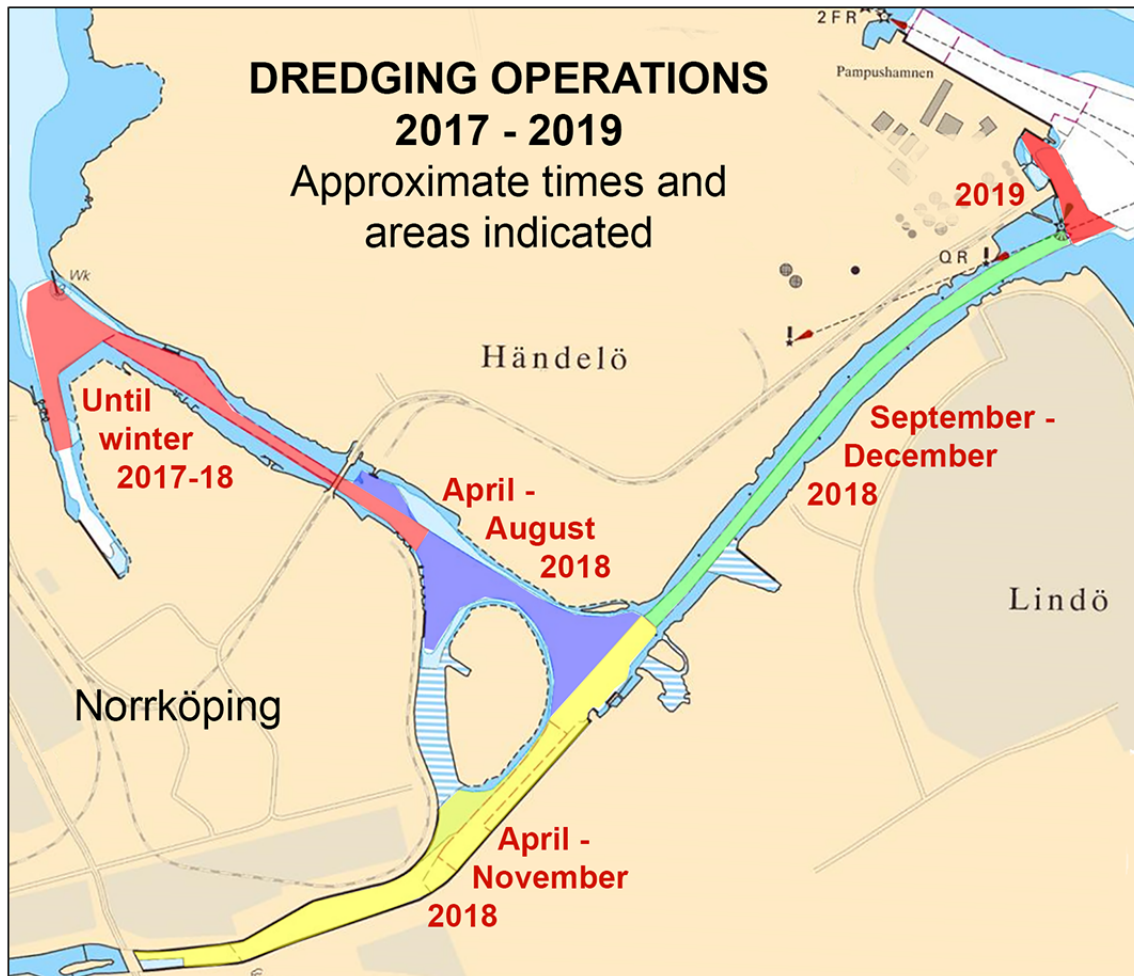 2 F R
Pampushamnen
DREDGING OPERATIONS
2017 - 2019
Approximate times and
areas indicated
2019
Q R
Wk
Händelö
Until
winter
2017-18
September -
December
2018
April -
August
2018
Lindö
Norrköping
April -
November
2018